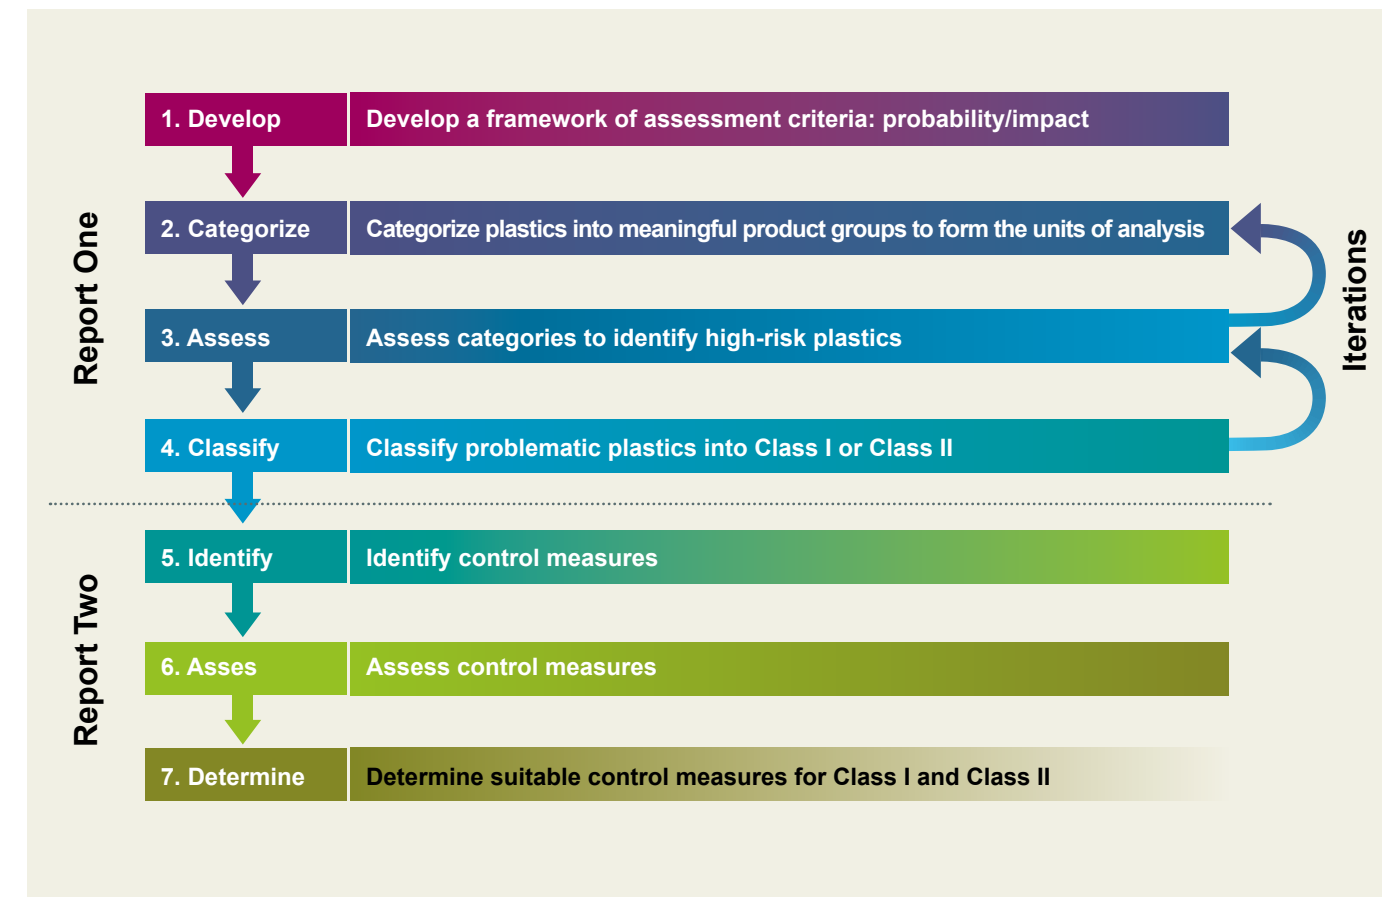 Report One
1. Develop
Develop a framework of assessment criteria: probability/impact
2. Categorize
Categorize plastics into meaningful product groups to form the units of analysis
3. Assess
Assess categories to identify high-risk plastics
4. Classify
Classify problematic plastics into Class I or Class II
Iterations
Report Two
5. Identify
Identify control measures
6. Asses
Assess control measures
7. Determine
Determine suitable control measures for Class I and Class II